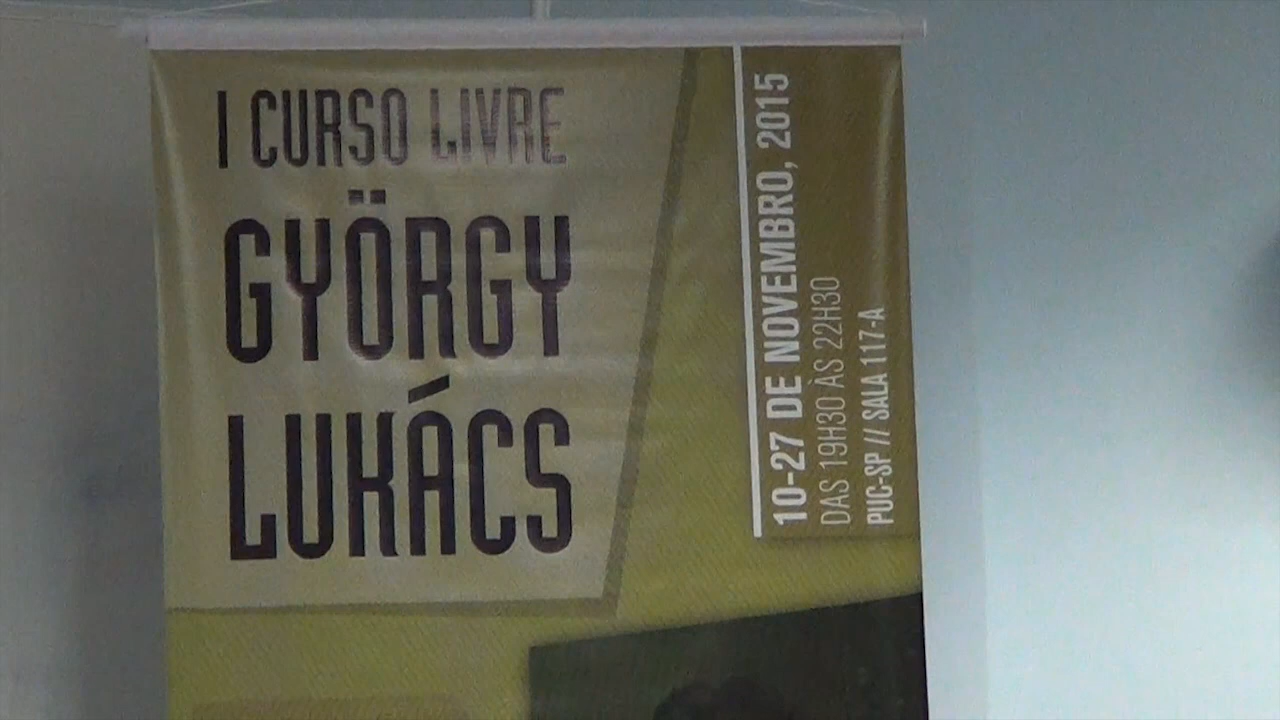 I CURSO LIVRE
GYÖRGY
LUKÁCS
10-27 DE NOVEMBRO, 2015
DAS 19H30 ÀS 22H30
PUC-SP // SALA 117-A